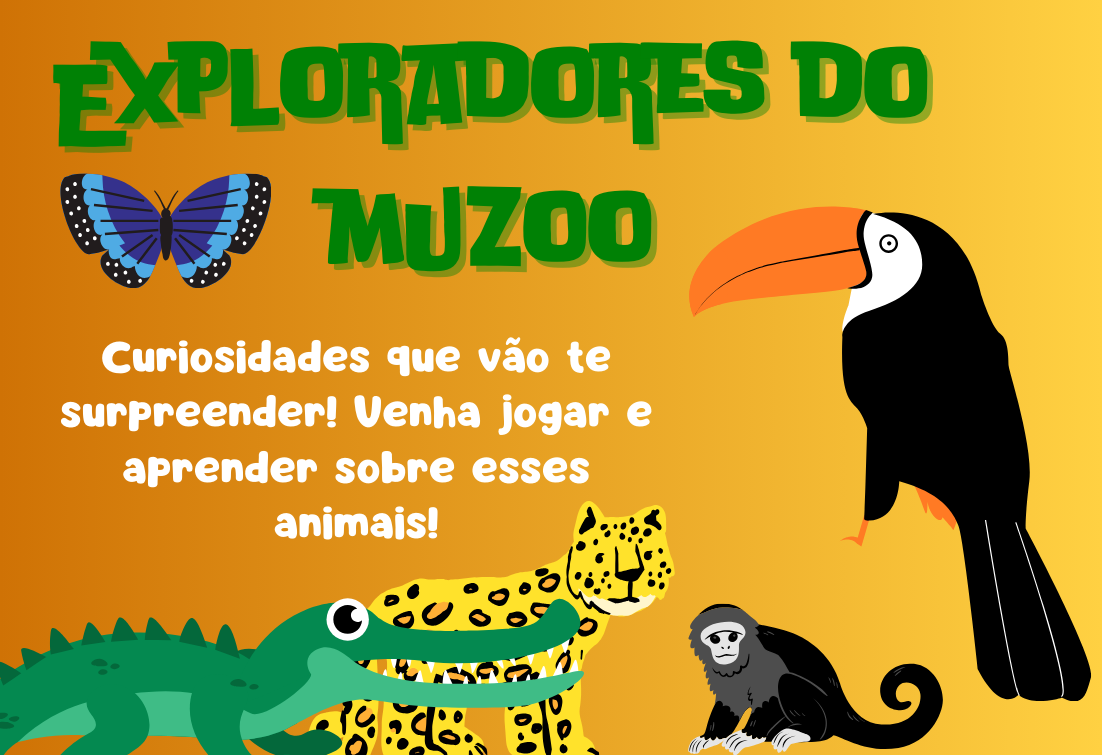 EXPLORADORES DO
MUZOO
Curiosidades que vão te
surpreender! Venha jogar e
aprender sobre esses
animais!